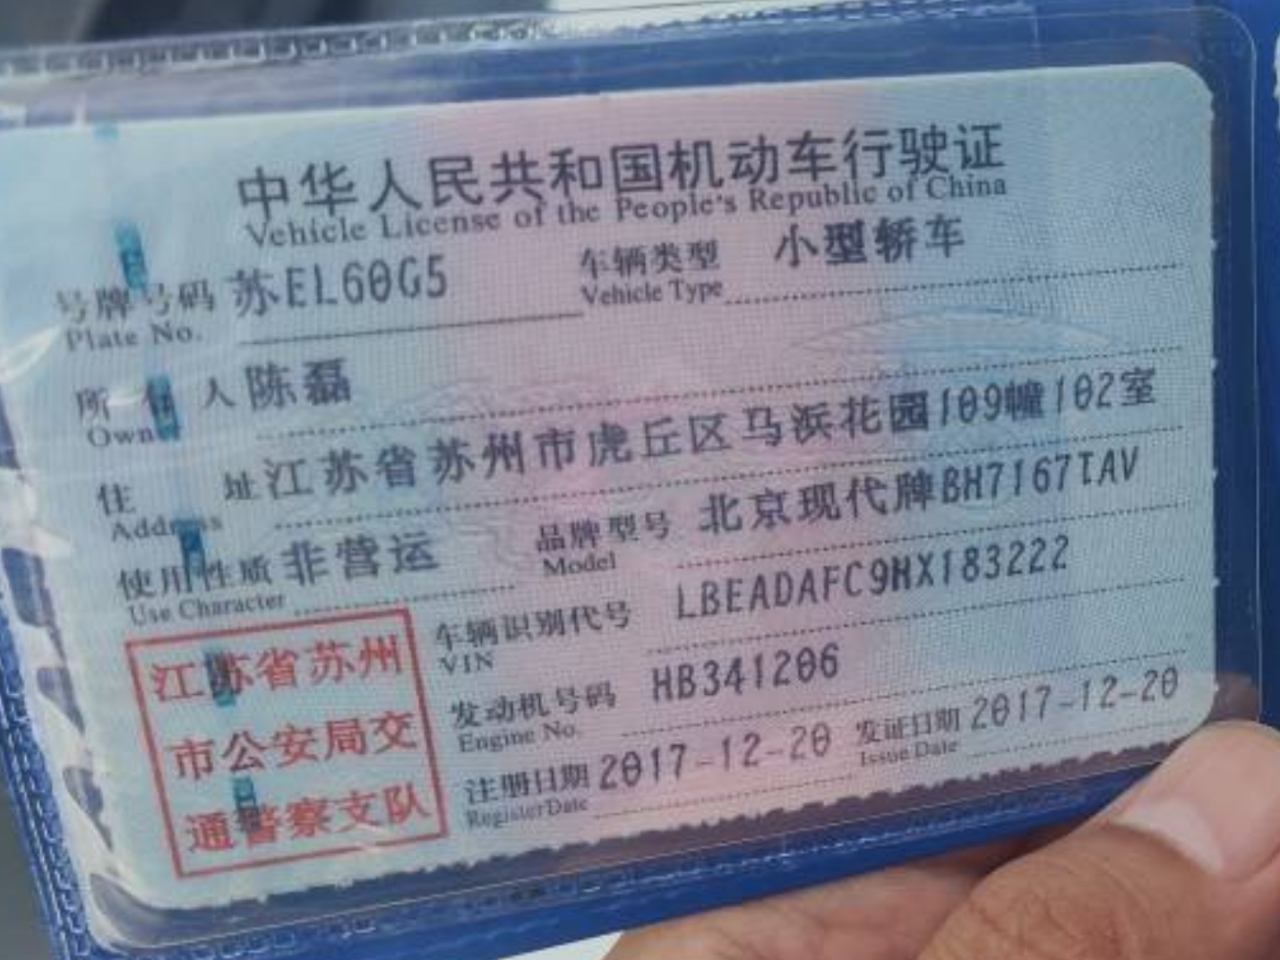 中华人民共和国机动车行驶证
Vehicle License of the People's Republic of China
号牌号码 苏EL60G5 车辆类型 小型轿车
Plate No. Vehicle Type
所有人 陈磊
Owner
住址 江苏省苏州市虎丘区马浜花园109幢102室
Address
使用性质 非营运 品牌型号 北京现代牌BH7167TAV
Use Character Model
车辆识别代号 LBEADAFC9HX183222
VIN
发动机号码 HB341206
Engine No.
注册日期 2017-12-20 发证日期 2017-12-20
Register Date Issue Date
江苏省苏州
市公安局交
通警察支队